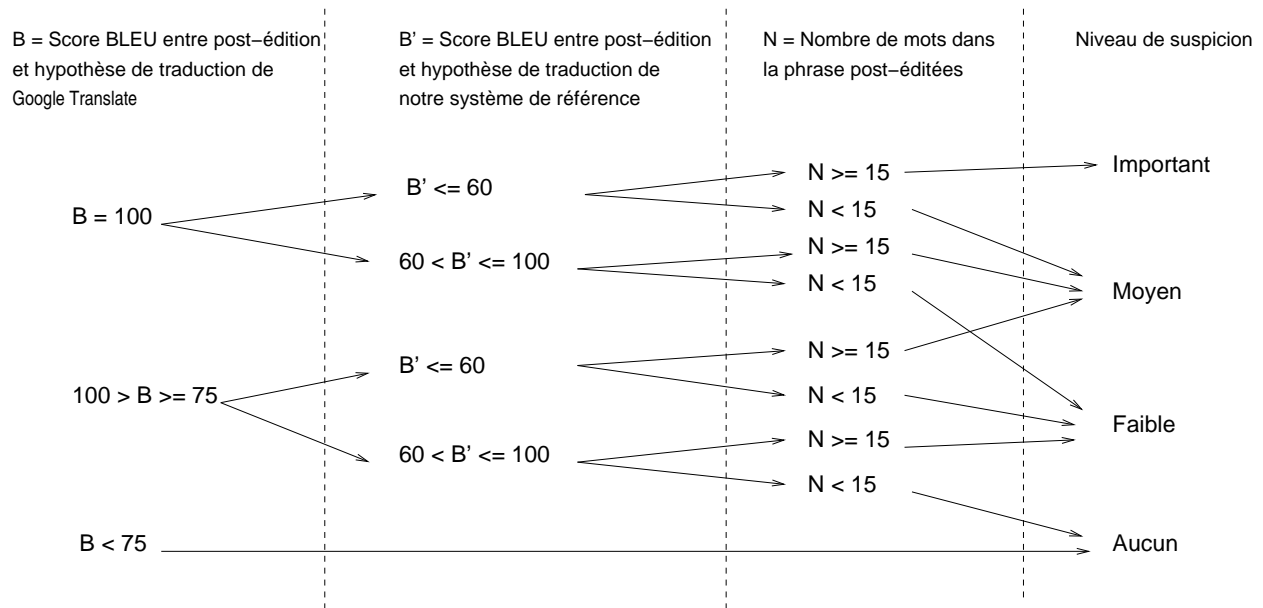 B = Score BLEU entre post−édition
et hypothèse de traduction de
Google Translate
B' = Score BLEU entre post−édition
et hypothèse de traduction de
notre système de référence
N = Nombre de mots dans
la phrase post−éditées
Niveau de suspicion
B = 100
B' <= 60
60 < B' <= 100
N >= 15
N < 15
N >= 15
N < 15
Important
Moyen
100 > B >= 75
B' <= 60
60 < B' <= 100
N >= 15
N < 15
N >= 15
N < 15
Faible
B < 75
Aucun